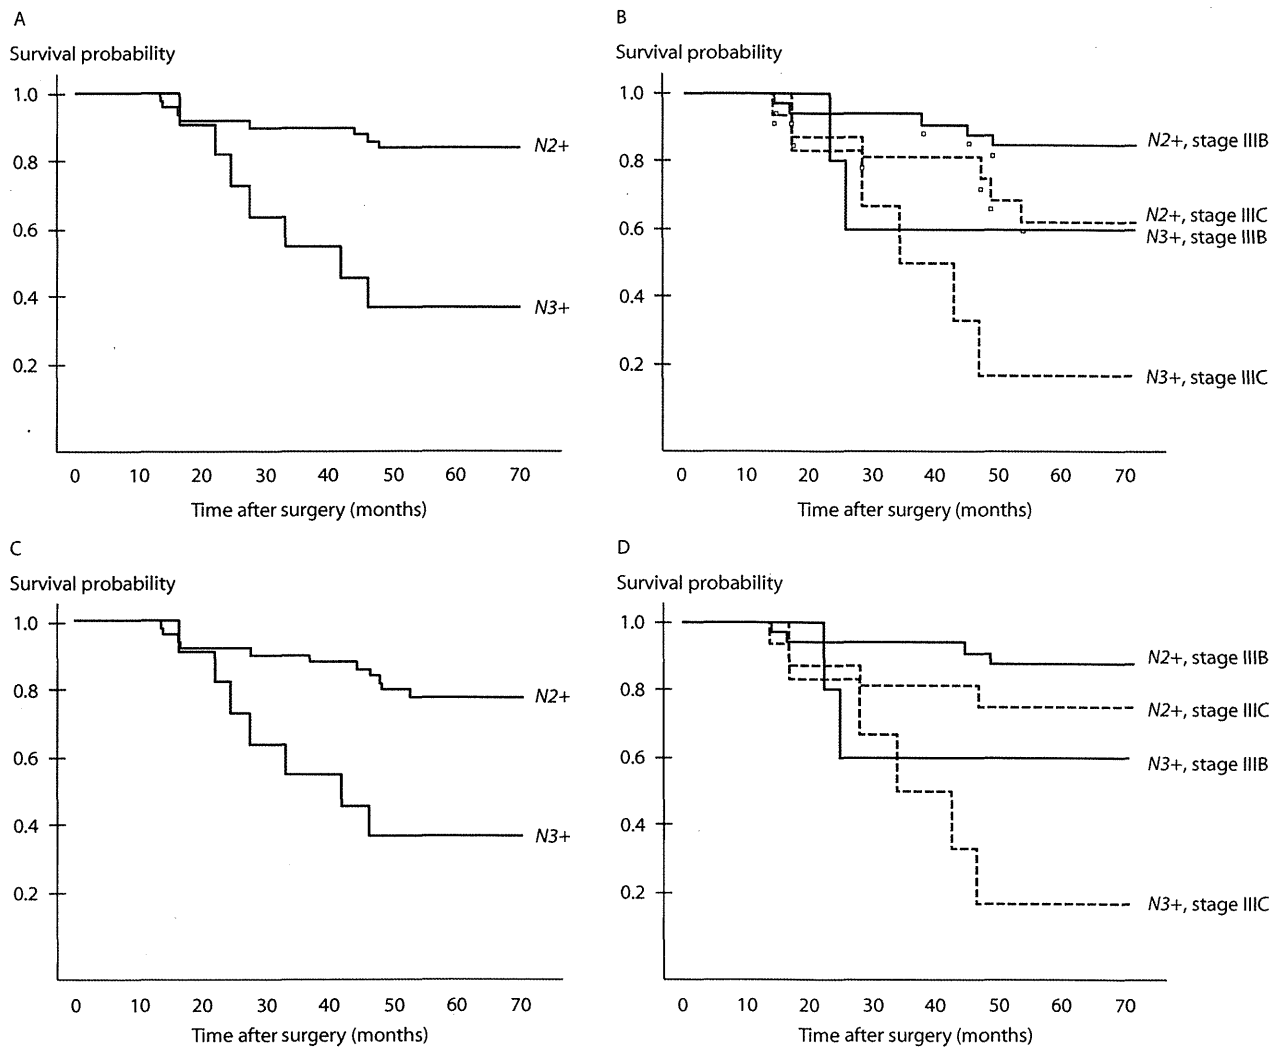 A
Survival probability
1.0
0.8
0.6
0.4
0.2
N2+
N3+
0 10 20 30 40 50 60 70
Time after surgery (months)
B
Survival probability
1.0
0.8
0.6
0.4
0.2
N2+, stage IIIB
N2+, stage IIIC
N3+, stage IIIB
N3+, stage IIIC
0 10 20 30 40 50 60 70
Time after surgery (months)
C
Survival probability
1.0
0.8
0.6
0.4
0.2
N2+
N3+
0 10 20 30 40 50 60 70
Time after surgery (months)
D
Survival probability
1.0
0.8
0.6
0.4
0.2
N2+, stage IIIB
N2+, stage IIIC
N3+, stage IIIB
N3+, stage IIIC
0 10 20 30 40 50 60 70
Time after surgery (months)